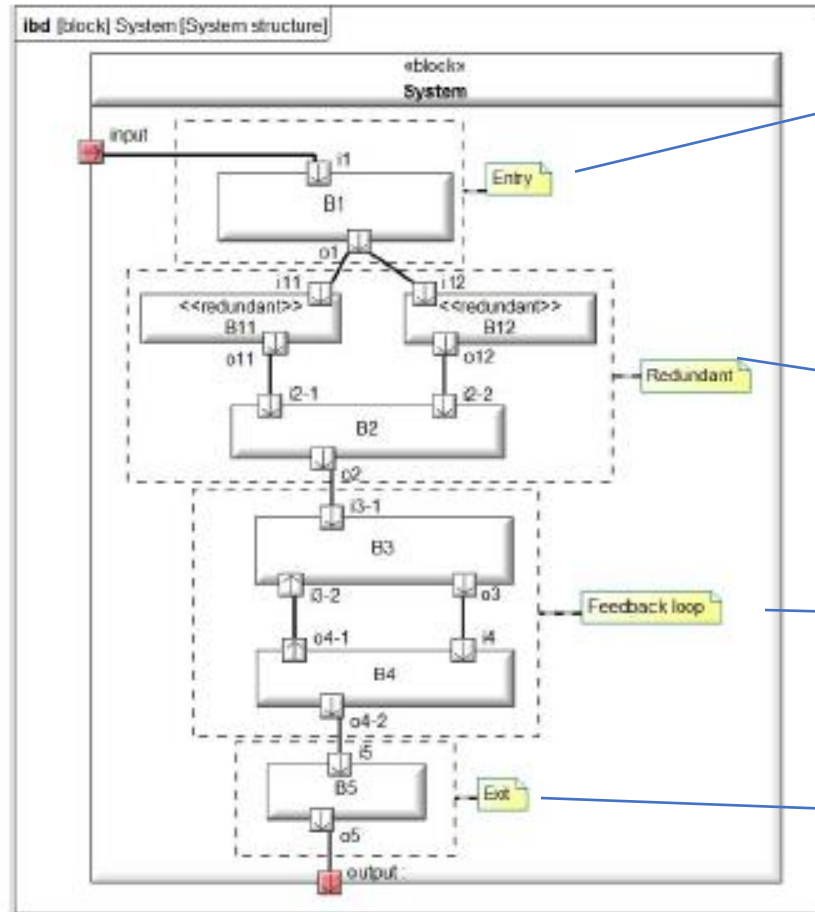 ibd [block] System [System structure]
«block»
System
input
i1
Entry
B1
o1
i11
i12
<<redundant>>
<<redundant>>
B11
B12
o11
o12
Redundant
i2-1
i2-2
B2
o2
i3-1
B3
i3-2
o3
Feedback loop
o4-1
i4
B4
o4-2
i5
B5
Exit
o5
output :